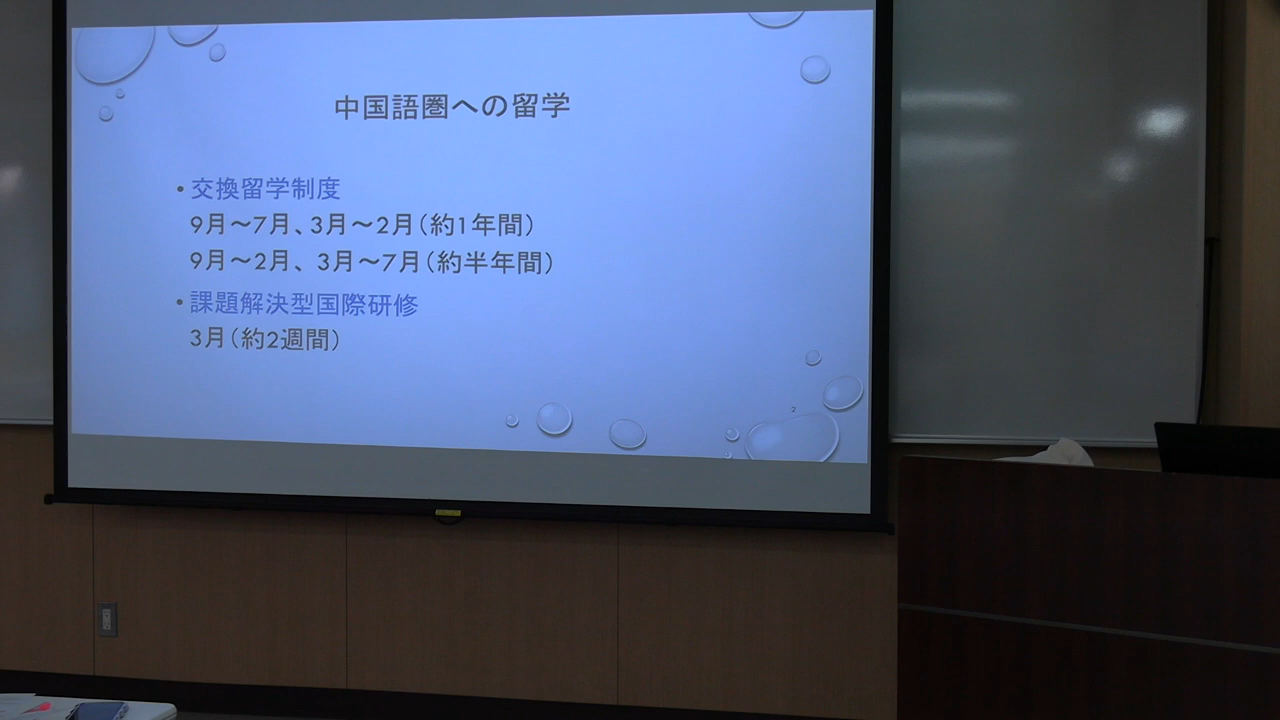 中国語圏への留学
•交換留学制度
9月～7月、3月～2月（約1年間）
9月～2月、 3月～7月（約半年間）
•課題解決型国際研修
3月（約2週間）
2